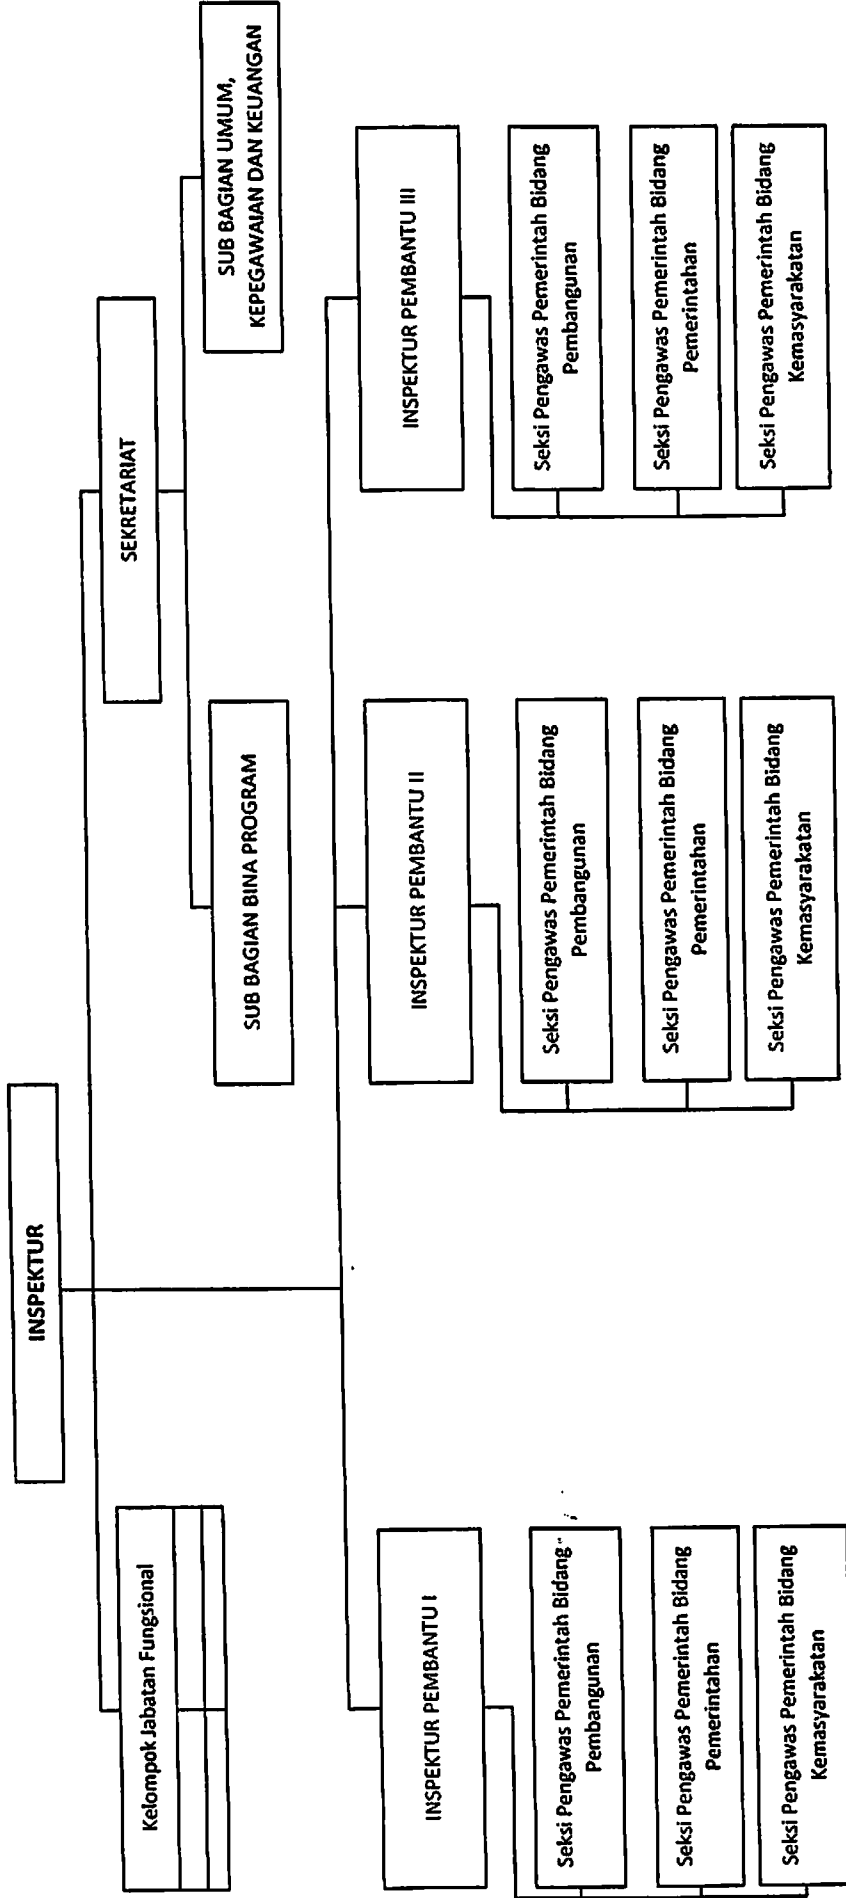 INSPEKTUR
Kelompok Jabatan Fungsional
SEKRETARIAT
SUB BAGIAN BINA PROGRAM
SUB BAGIAN UMUM,
KEPEGAWAIAN DAN KEUANGAN
INSPEKTUR PEMBANTU I
Seksi Pengawas Pemerintah Bidang
Pembangunan
Seksi Pengawas Pemerintah Bidang
Pemerintahan
Seksi Pengawas Pemerintah Bidang
Kemasyarakatan
INSPEKTUR PEMBANTU II
Seksi Pengawas Pemerintah Bidang
Pembangunan
Seksi Pengawas Pemerintah Bidang
Pemerintahan
Seksi Pengawas Pemerintah Bidang
Kemasyarakatan
INSPEKTUR PEMBANTU III
Seksi Pengawas Pemerintah Bidang
Pembangunan
Seksi Pengawas Pemerintah Bidang
Pemerintahan
Seksi Pengawas Pemerintah Bidang
Kemasyarakatan